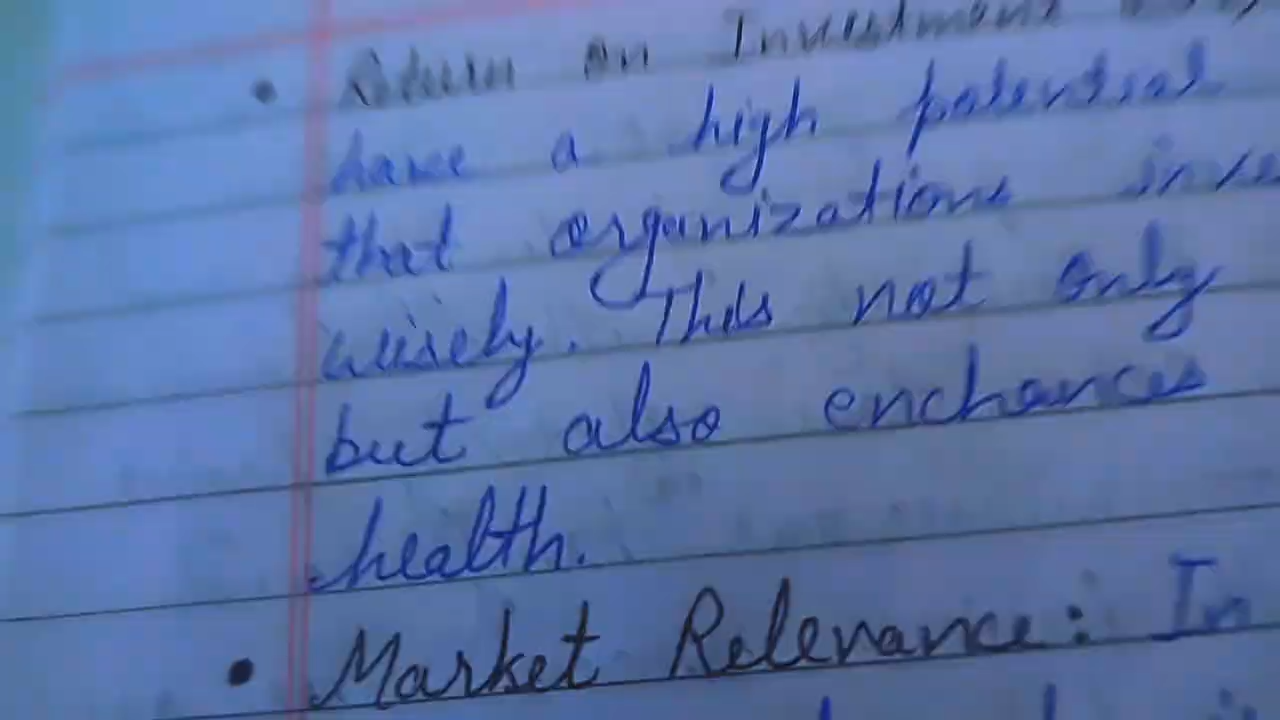 • Return on Investment
have a high potential
that organizations inve
wisely. This not only
but also enchances
health.
• Market Relevance: In